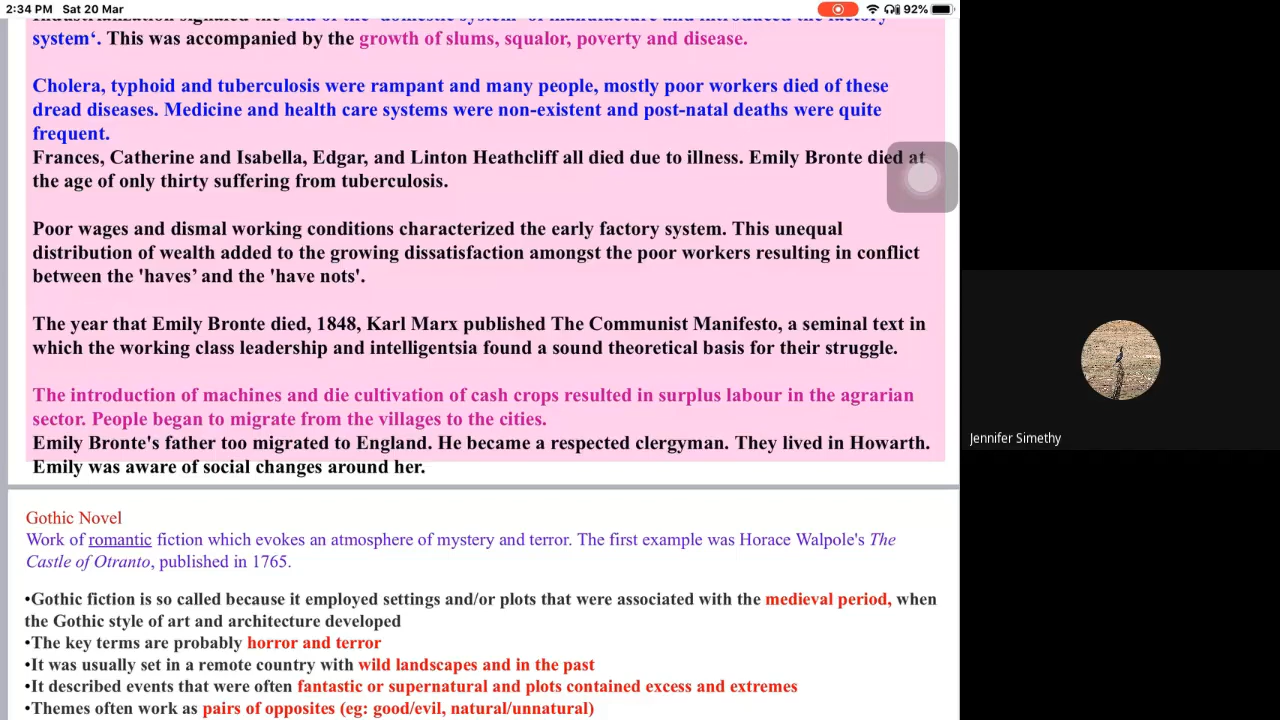 2:34 PM Sat 20 Mar
92%
Industrialization signaled the end of the 'domestic system' of manufacture and introduced the factory
system‘. This was accompanied by the growth of slums, squalor, poverty and disease.
Cholera, typhoid and tuberculosis were rampant and many people, mostly poor workers died of these
dread diseases. Medicine and health care systems were non-existent and post-natal deaths were quite
frequent.
Frances, Catherine and Isabella, Edgar, and Linton Heathcliff all died due to illness. Emily Bronte died at
the age of only thirty suffering from tuberculosis.
Poor wages and dismal working conditions characterized the early factory system. This unequal
distribution of wealth added to the growing dissatisfaction amongst the poor workers resulting in conflict
between the 'haves’ and the 'have nots'.
The year that Emily Bronte died, 1848, Karl Marx published The Communist Manifesto, a seminal text in
which the working class leadership and intelligentsia found a sound theoretical basis for their struggle.
The introduction of machines and die cultivation of cash crops resulted in surplus labour in the agrarian
sector. People began to migrate from the villages to the cities.
Emily Bronte's father too migrated to England. He became a respected clergyman. They lived in Howarth.
Emily was aware of social changes around her.
Jennifer Simethy
Gothic Novel
Work of romantic fiction which evokes an atmosphere of mystery and terror. The first example was Horace Walpole's The
Castle of Otranto, published in 1765.
•Gothic fiction is so called because it employed settings and/or plots that were associated with the medieval period, when
the Gothic style of art and architecture developed
•The key terms are probably horror and terror
•It was usually set in a remote country with wild landscapes and in the past
•It described events that were often fantastic or supernatural and plots contained excess and extremes
•Themes often work as pairs of opposites (eg: good/evil, natural/unnatural)